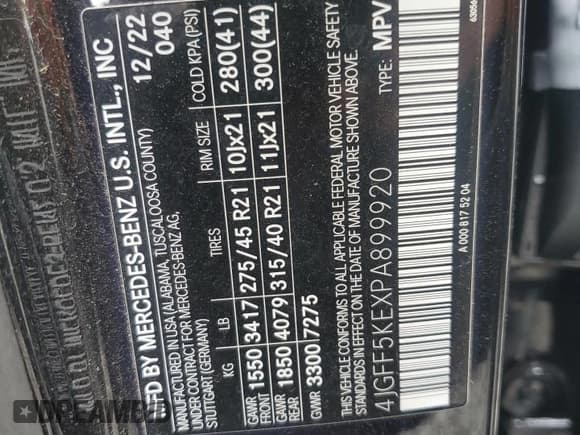 MFD BY MERCEDES-BENZ U.S. INTL., INC
MANUFACTURED IN USA (ALABAMA, TUSCALOOSA COUNTY)
UNDER CONTRACT FOR MERCEDES-BENZ AG,
STUTTGART (GERMANY)
12/22
040
KG LB TIRES RIM SIZE COLD KPA(PSI)
GAWR FRONT 1550 3417 275/45 R21 10Jx21 280(41)
GAWR 1850 4079 315/40 R21 11Jx21 300(44)
GVWR 3300 7275
THIS VEHICLE CONFORMS TO ALL APPLICABLE FEDERAL MOTOR VEHICLE SAFETY
STANDARDS IN EFFECT ON THE DATE OF MANUFACTURE SHOWN ABOVE.
4JGFF5KEXPA899920
TYPE: MPV
A 000 817 52 04
63056